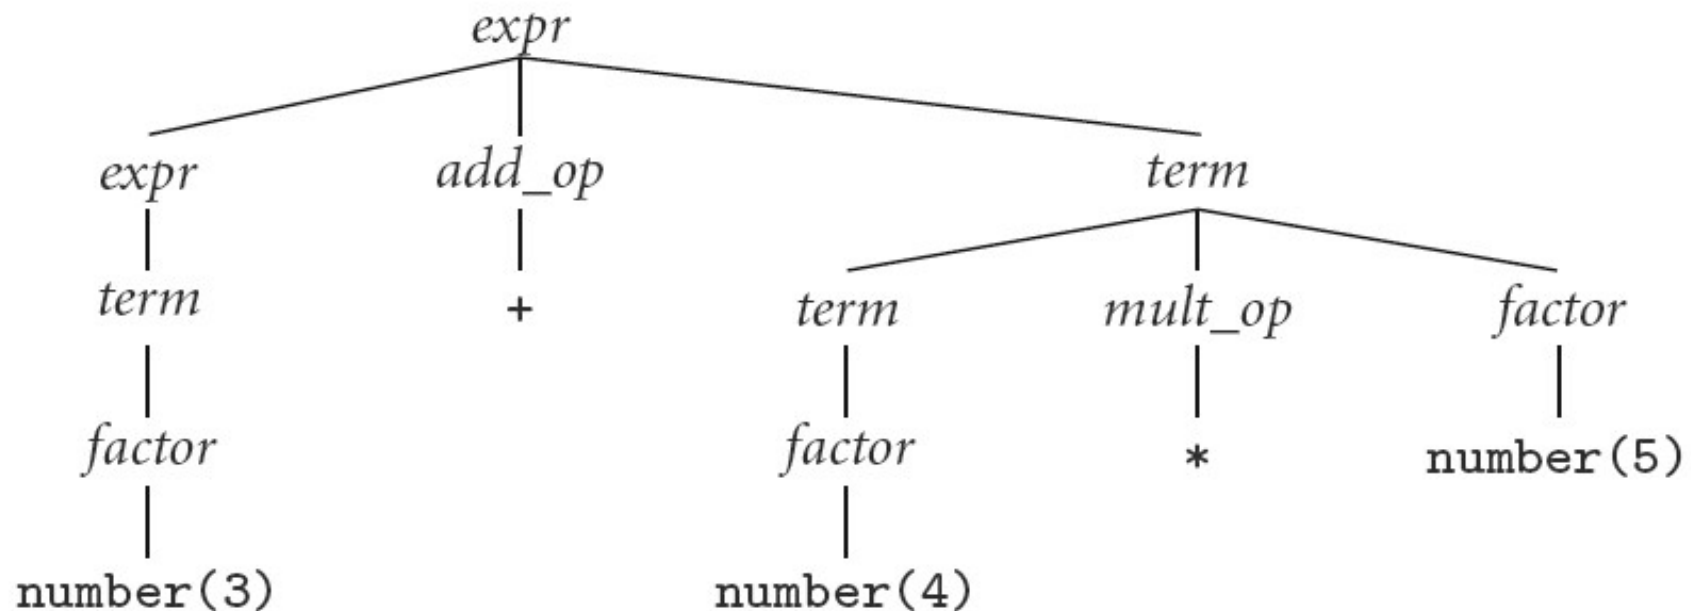 expr
expr add_op term
term + term mult_op factor
factor factor * number(5)
number(3) number(4)